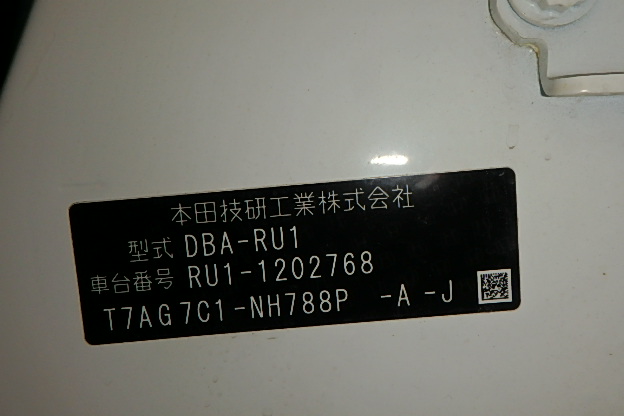 本田技研工業株式会社
型式 DBA-RU1
車台番号 RU1-1202768
T7AG7C1-NH788P -A-J